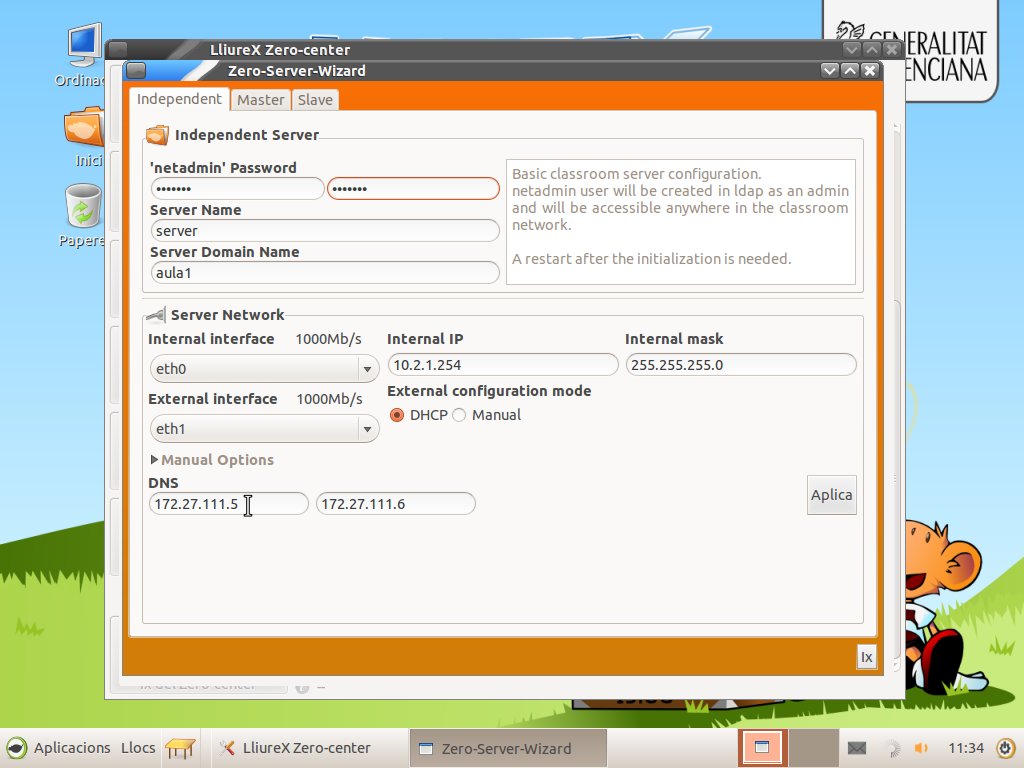 LliureX Zero-center
Zero-Server-Wizard
GENERALITAT
VALENCIANA
Ordinad
Inici
Papere
Independent
Master
Slave
Independent Server
'netadmin' Password
•••••••
•••••••
Server Name
server
Server Domain Name
aula1
Basic classroom server configuration.
netadmin user will be created in ldap as an admin
and will be accessible anywhere in the classroom
network.
A restart after the initialization is needed.
Server Network
Internal interface 1000Mb/s
Internal IP
Internal mask
eth0
10.2.1.254
255.255.255.0
External interface 1000Mb/s
External configuration mode
eth1
DHCP
Manual
Manual Options
DNS
172.27.111.5
172.27.111.6
Aplica
Ix
Aplicacions
Llocs
LliureX Zero-center
Zero-Server-Wizard
11:34